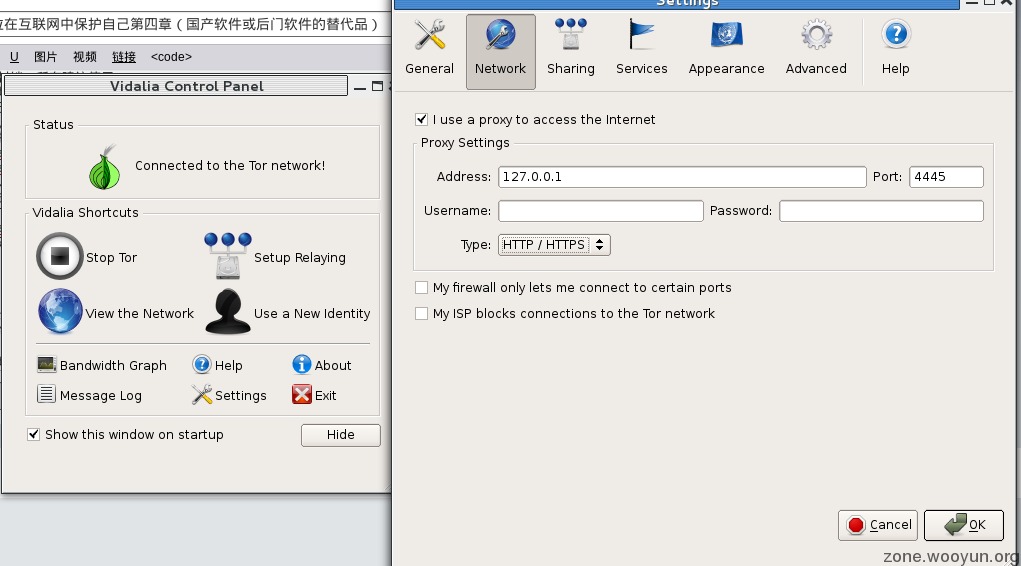 在互联网中保护自己第四章（国产软件或后门软件的替代品）
U 图片 视频 链接 <code>
Vidalia Control Panel
Status
Connected to the Tor network!
Vidalia Shortcuts
Stop Tor
Setup Relaying
View the Network
Use a New Identity
Bandwidth Graph
Help
About
Message Log
Settings
Exit
Show this window on startup
Hide
Settings
General
Network
Sharing
Services
Appearance
Advanced
Help
I use a proxy to access the Internet
Proxy Settings
Address: 127.0.0.1 Port: 4445
Username: Password:
Type: HTTP / HTTPS
My firewall only lets me connect to certain ports
My ISP blocks connections to the Tor network
Cancel
OK
zone.wooyun.org